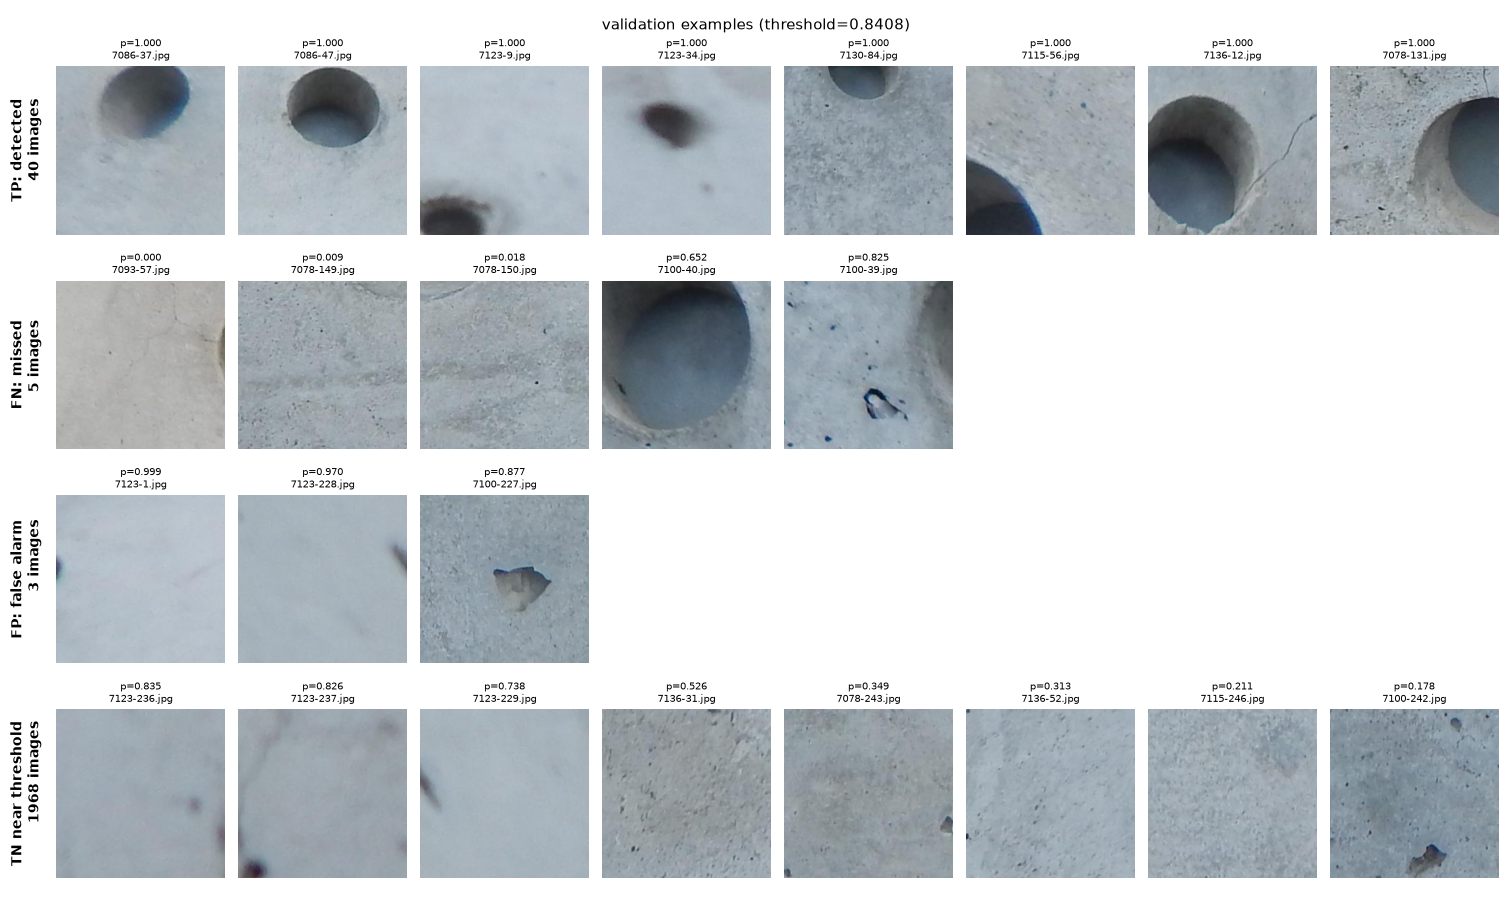 validation examples (threshold=0.8408)
TP: detected
40 images
p=1.000
7086-37.jpg
p=1.000
7086-47.jpg
p=1.000
7123-9.jpg
p=1.000
7123-34.jpg
p=1.000
7130-84.jpg
p=1.000
7115-56.jpg
p=1.000
7136-12.jpg
p=1.000
7078-131.jpg
FN: missed
5 images
p=0.000
7093-57.jpg
p=0.009
7078-149.jpg
p=0.018
7078-150.jpg
p=0.652
7100-40.jpg
p=0.825
7100-39.jpg
FP: false alarm
3 images
p=0.999
7123-1.jpg
p=0.970
7123-228.jpg
p=0.877
7100-227.jpg
TN near threshold
1968 images
p=0.835
7123-236.jpg
p=0.826
7123-237.jpg
p=0.738
7123-229.jpg
p=0.526
7136-31.jpg
p=0.349
7078-243.jpg
p=0.313
7136-52.jpg
p=0.211
7115-246.jpg
p=0.178
7100-242.jpg